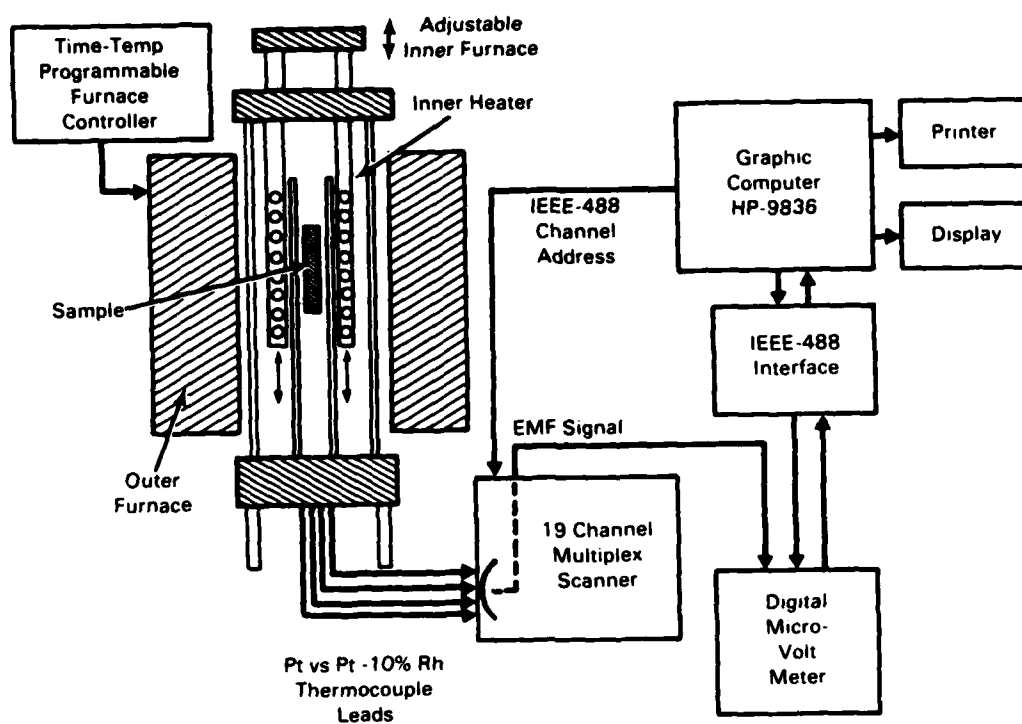 Time-Temp
Programmable
Furnace
Controller
Adjustable
Inner Furnace
Inner Heater
Graphic
Computer
HP-9836
Printer
Display
IEEE-488
Channel
Address
Sample
IEEE-488
Interface
EMF Signal
Outer
Furnace
19 Channel
Multiplex
Scanner
Digital
Micro-
Volt
Meter
Pt vs Pt -10% Rh
Thermocouple
Leads